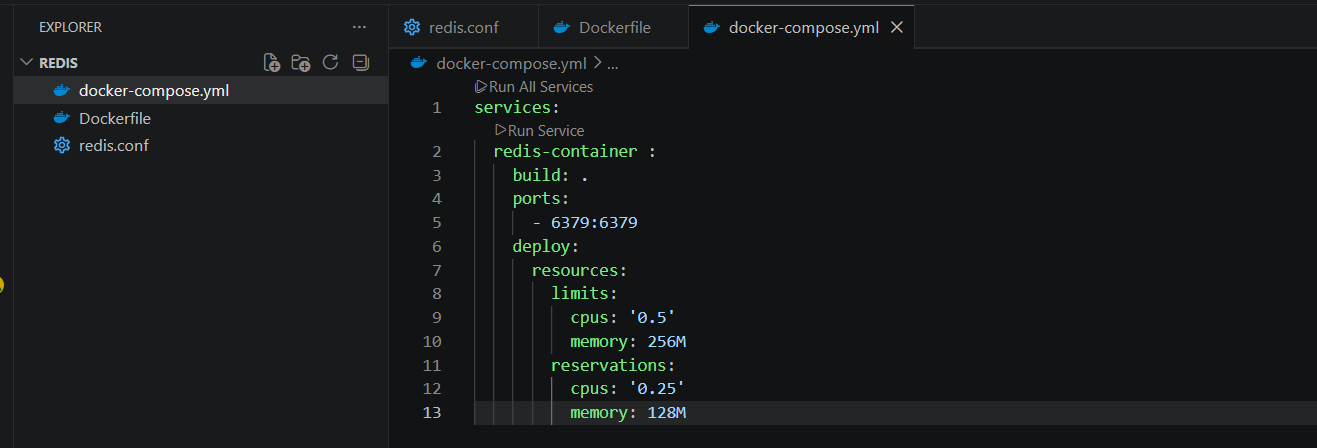 EXPLORER ...
redis.conf Dockerfile docker-compose.yml
REDIS
docker-compose.yml
Dockerfile
redis.conf
docker-compose.yml > ...
Run All Services
1 services:
Run Service
2 redis-container :
3 build: .
4 ports:
5 - 6379:6379
6 deploy:
7 resources:
8 limits:
9 cpus: '0.5'
10 memory: 256M
11 reservations:
12 cpus: '0.25'
13 memory: 128M